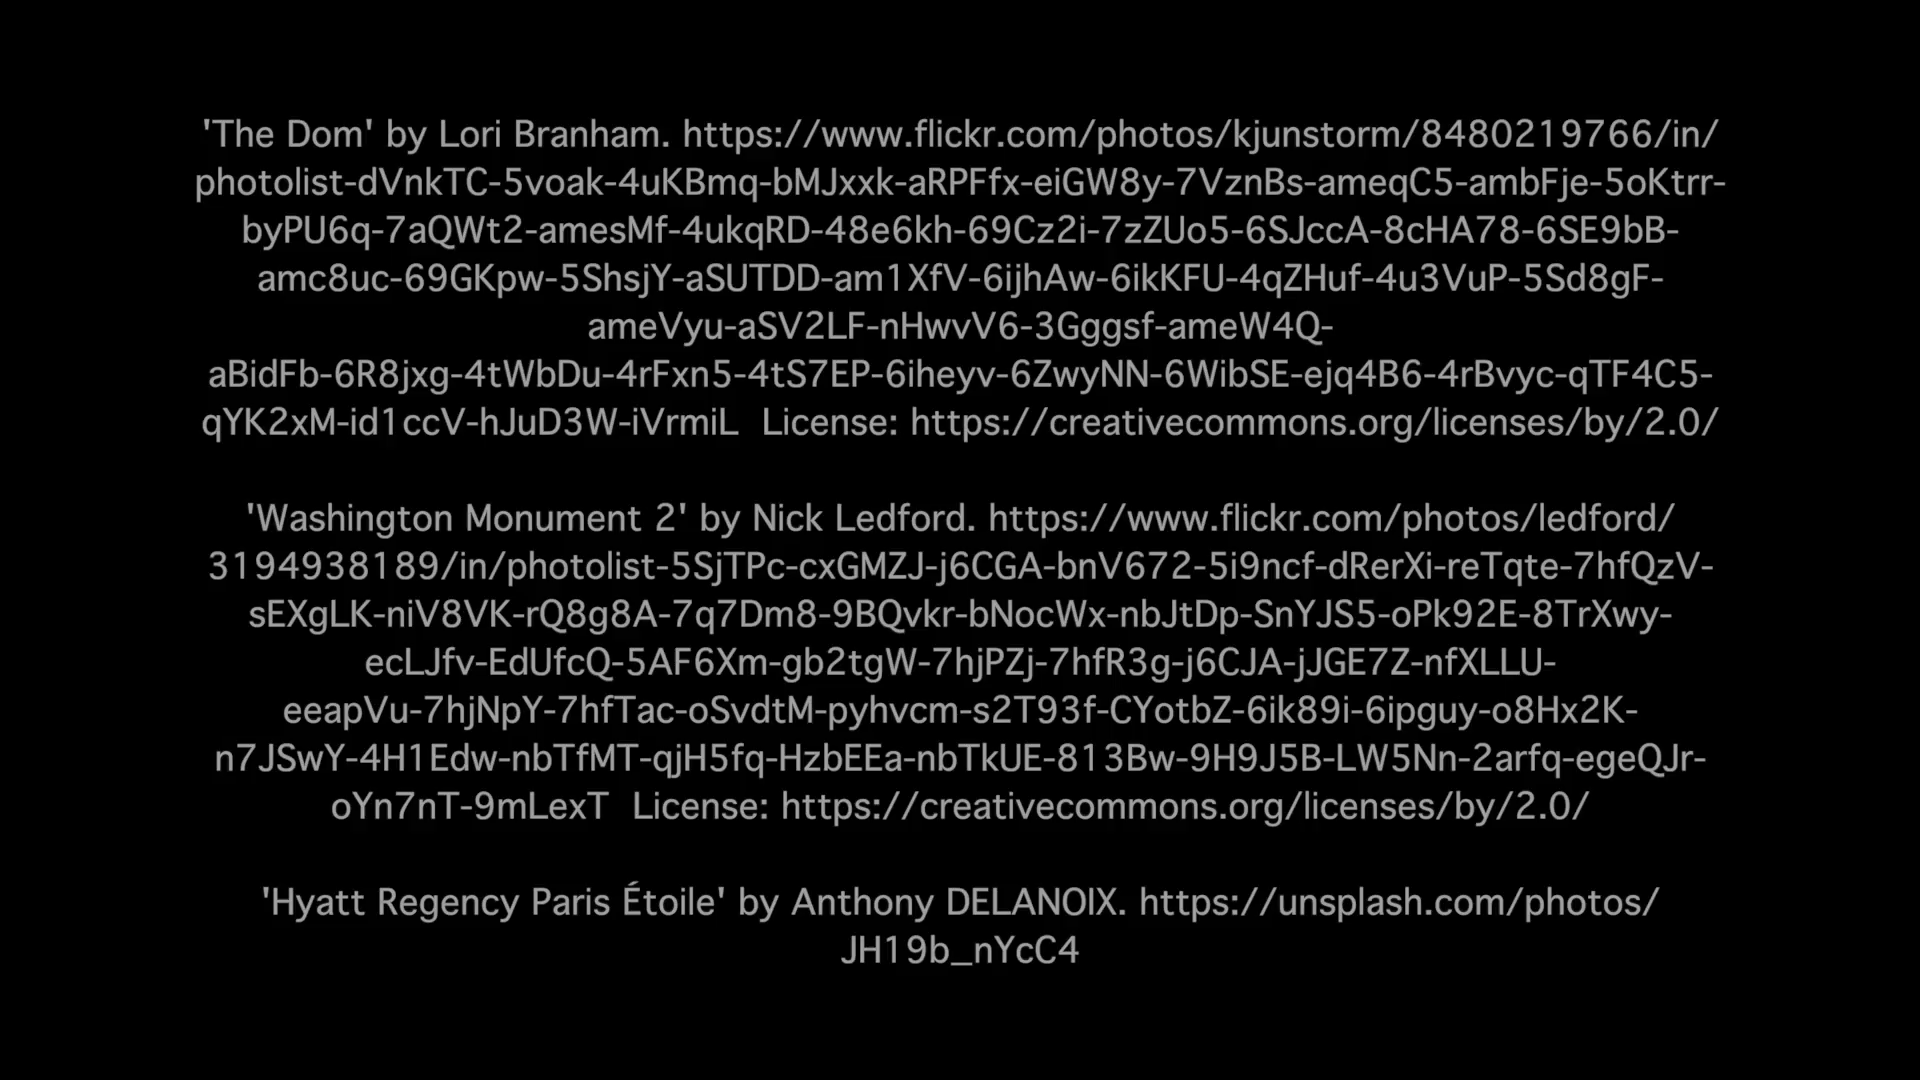 'The Dom' by Lori Branham. https://www.flickr.com/photos/kjunstorm/8480219766/in/
photolist-dVnkTC-5voak-4uKBmq-bMJxxk-aRPFfx-eiGW8y-7VznBs-ameqC5-ambFje-5oKtrr-
byPU6q-7aQWt2-amesMf-4ukqRD-48e6kh-69Cz2i-7zZUo5-6SJccA-8cHA78-6SE9bB-
amc8uc-69GKpw-5ShsjY-aSUTDD-am1XfV-6ijhAw-6ikKFU-4qZHuf-4u3VuP-5Sd8gF-
ameVyu-aSV2LF-nHwvV6-3Gggsf-ameW4Q-
aBidFb-6R8jxg-4tWbDu-4rFxn5-4tS7EP-6iheyv-6ZwyNN-6WibSE-ejq4B6-4rBvyc-qTF4C5-
qYK2xM-id1ccV-hJuD3W-iVrmiL  License: https://creativecommons.org/licenses/by/2.0/
'Washington Monument 2' by Nick Ledford. https://www.flickr.com/photos/ledford/
3194938189/in/photolist-5SjTPc-cxGMZJ-j6CGA-bnV672-5i9ncf-dRerXi-reTqte-7hfQzV-
sEXgLK-niV8VK-rQ8g8A-7q7Dm8-9BQvkr-bNocWx-nbJtDp-SnYJS5-oPk92E-8TrXwy-
ecLJfv-EdUfcQ-5AF6Xm-gb2tgW-7hjPZj-7hfR3g-j6CJA-jJGE7Z-nfXLLU-
eeapVu-7hjNpY-7hfTac-oSvdtM-pyhvcm-s2T93f-CYotbZ-6ik89i-6ipguy-o8Hx2K-
n7JSwY-4H1Edw-nbTfMT-qjH5fq-HzbEEa-nbTkUE-813Bw-9H9J5B-LW5Nn-2arfq-egeQJr-
oYn7nT-9mLexT  License: https://creativecommons.org/licenses/by/2.0/
'Hyatt Regency Paris Étoile' by Anthony DELANOIX. https://unsplash.com/photos/
JH19b_nYcC4